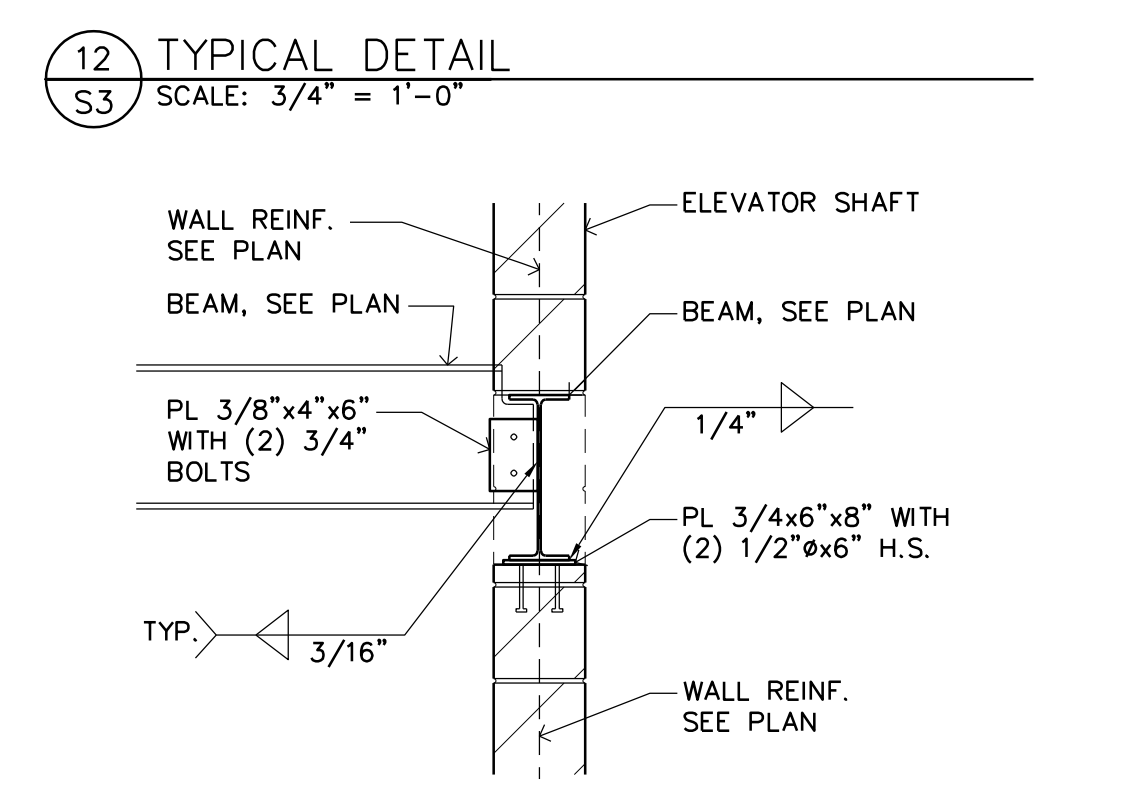 12
S3
TYPICAL DETAIL
SCALE: 3/4" = 1'-0"
WALL REINF.
SEE PLAN
BEAM, SEE PLAN
PL 3/8"x4"x6"
WITH (2) 3/4"
BOLTS
TYP.
3/16"
ELEVATOR SHAFT
BEAM, SEE PLAN
1/4"
PL 3/4x6"x8" WITH
(2) 1/2"øx6" H.S.
WALL REINF.
SEE PLAN